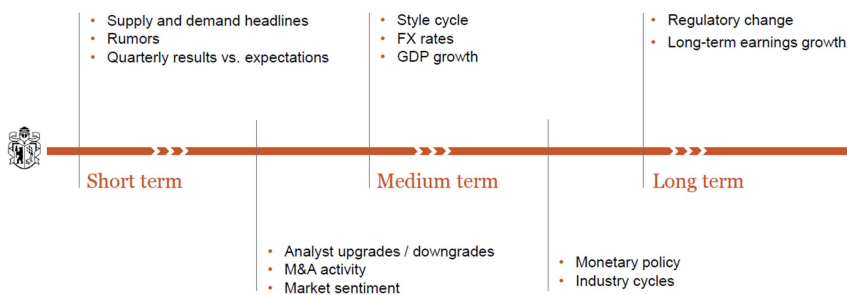 • Supply and demand headlines
• Rumors
• Quarterly results vs. expectations
• Style cycle
• FX rates
• GDP growth
• Regulatory change
• Long-term earnings growth
Short term
Medium term
Long term
• Analyst upgrades / downgrades
• M&A activity
• Market sentiment
• Monetary policy
• Industry cycles